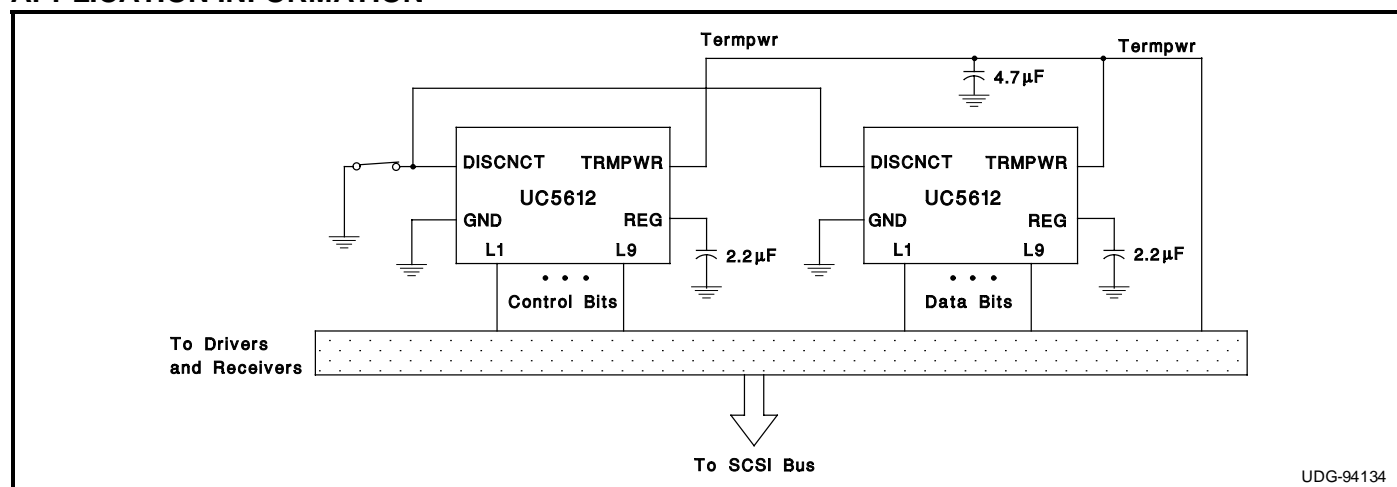 Termpwr
Termpwr
4.7µF
DISCNCT TRMPWR
UC5612
GND REG
L1 L9
2.2µF
Control Bits
DISCNCT TRMPWR
UC5612
GND REG
L1 L9
2.2µF
Data Bits
To Drivers
and Receivers
To SCSI Bus
UDG-94134